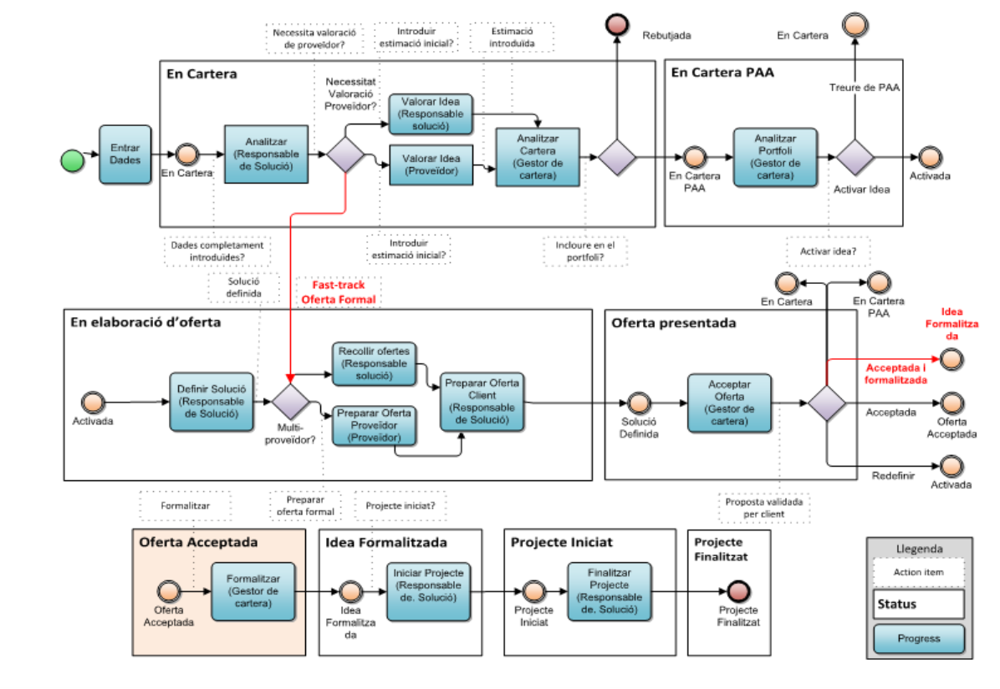 Necessita valoració
de proveïdor?
Introduir
estimació inicial?
Estimació
introduïda
Rebutjada
En Cartera
En Cartera
Necessitat
Valoració
Proveidor?
Valorar Idea
(Responsable
solució)
En Cartera PAA
Treure de PAA
Entrar
Dades
En Cartera
Analitzar
(Responsable
de Solució)
Valorar Idea
(Proveïdor)
Analitzar
Cartera
(Gestor de
cartera)
En Cartera
PAA
Analitzar
Portfoli
(Gestor de
cartera)
Activar Idea
Activada
Dades completament
introduïdes?
Introduir
estimació inicial?
Incloure en el
portfoli?
Activar idea?
Solució
definida
Fast-track
Oferta Formal
En Cartera
En Cartera
PAA
En elaboració d'oferta
Oferta presentada
Idea
Formalitza
da
Recollir ofertes
(Responsable
solució)
Acceptada i
formalitzada
Activada
Definir Solució
(Responsable
de Solució)
Multi-
proveïdor?
Preparar Oferta
Proveïdor
(Proveïdor)
Preparar Oferta
Client
(Responsable
de Solució)
Solució
Definida
Acceptar
Oferta
(Gestor de
cartera)
Acceptada
Oferta
Acceptada
Redefinir
Activada
Formalitzar
Preparar
oferta formal
Projecte iniciat?
Proposta validada
per client
Oferta Acceptada
Oferta
Acceptada
Formalitzar
(Gestor de
cartera)
Idea Formalitzada
Idea
Formalitza
da
Iniciar Projecte
(Responsable
de. Solució)
Projecte Iniciat
Projecte
Iniciat
Finalitzar
Projecte
(Responsable
de. Solució)
Projecte
Finalitzat
Projecte
Finalitzat
Llegenda
Action item
Status
Progress